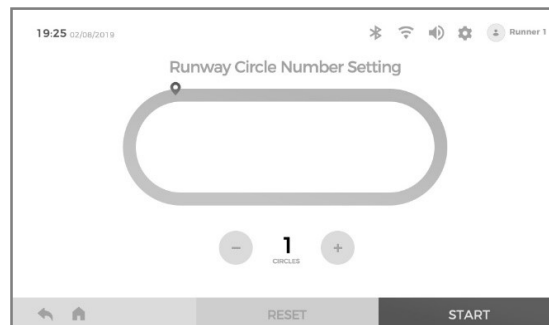 19:25 02/08/2019 Runner 1
Runway Circle Number Setting
− 1 +
CIRCLES
RESET START